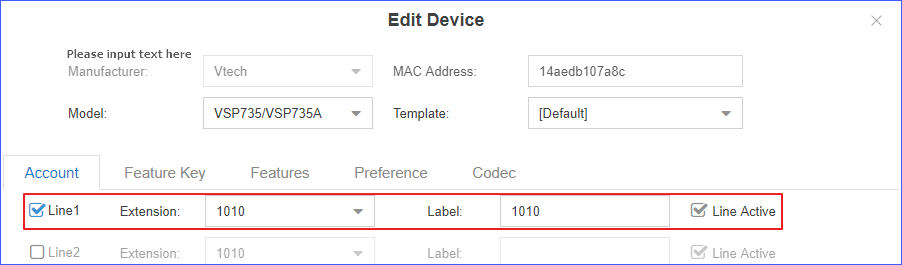 Edit Device
Please input text here
Manufacturer: Vtech MAC Address: 14aedb107a8c
Model: VSP735/VSP735A Template: [Default]
Account Feature Key Features Preference Codec
Line1 Extension: 1010 Label: 1010 Line Active
Line2 Extension: 1010 Label: Line Active